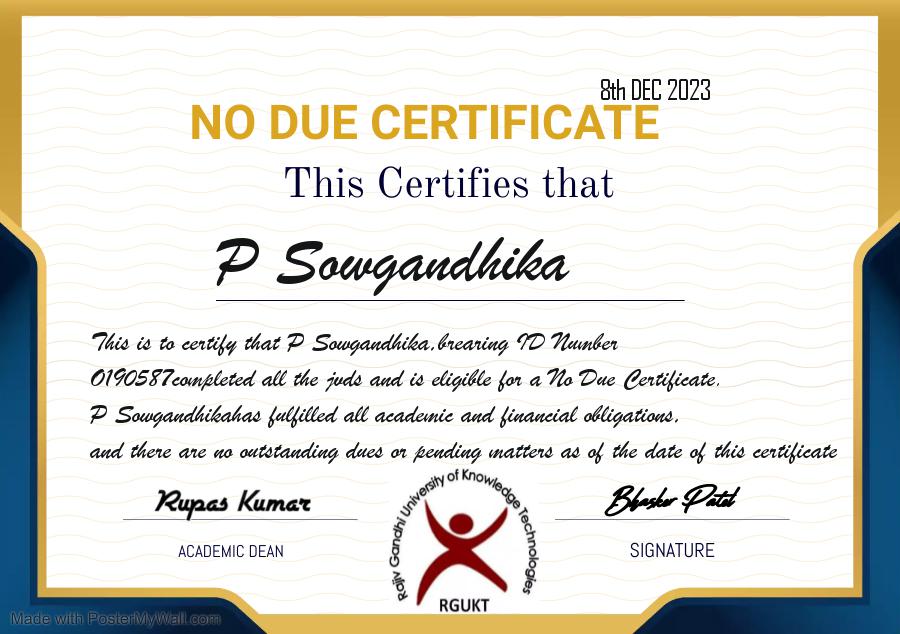 8th DEC 2023
NO DUE CERTIFICATE
This Certifies that
P Sowgandhika
This is to certify that P Sowgandhika,brearing ID Number
O190587completed all the jvds and is eligible for a No Due Certificate.
P Sowgandhikahas fulfilled all academic and financial obligations,
and there are no outstanding dues or pending matters as of the date of this certificate
Rupas Kumar
Bhasker Patel
ACADEMIC DEAN
SIGNATURE
Rajiv Gandhi University of Knowledge Technologies
RGUKT
Made with PosterMyWall.com